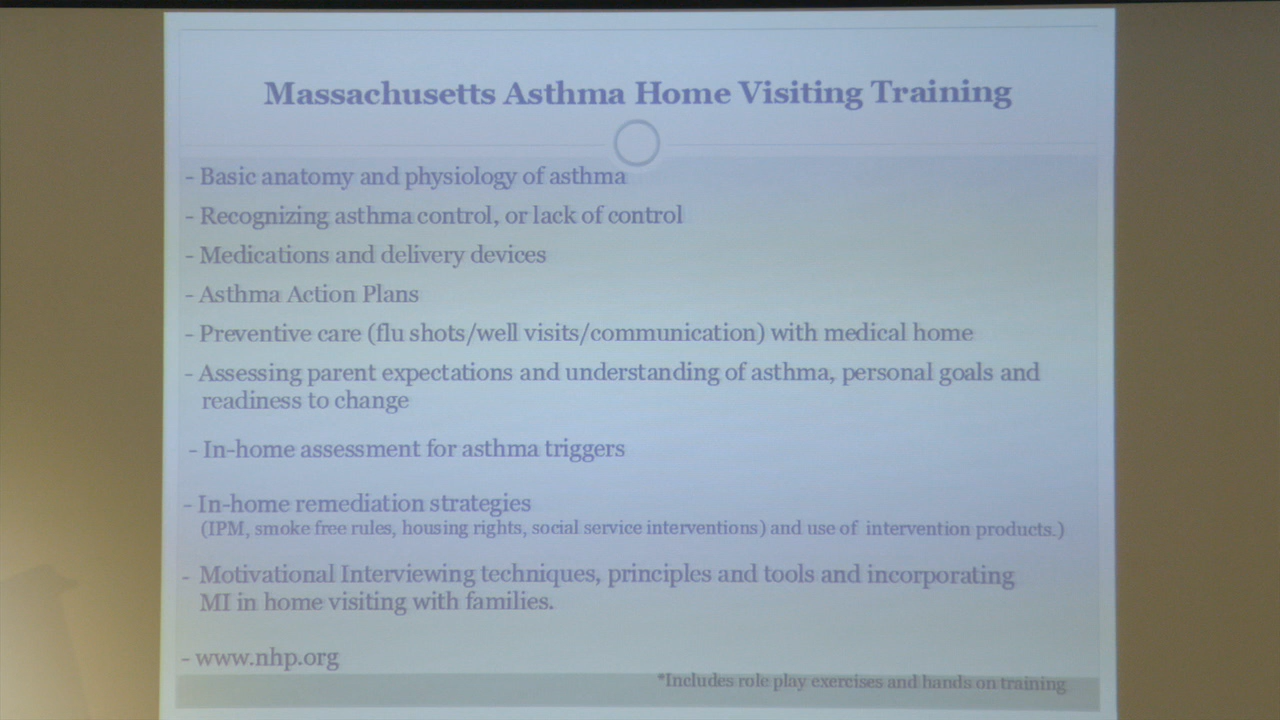 Massachusetts Asthma Home Visiting Training
- Basic anatomy and physiology of asthma
- Recognizing asthma control, or lack of control
- Medications and delivery devices
- Asthma Action Plans
- Preventive care (flu shots/well visits/communication) with medical home
- Assessing parent expectations and understanding of asthma, personal goals and
readiness to change
- In-home assessment for asthma triggers
- In-home remediation strategies
(IPM, smoke free rules, housing rights, social service interventions) and use of intervention products.)
- Motivational Interviewing techniques, principles and tools and incorporating
MI in home visiting with families.
- www.nhp.org
*Includes role play exercises and hands on training